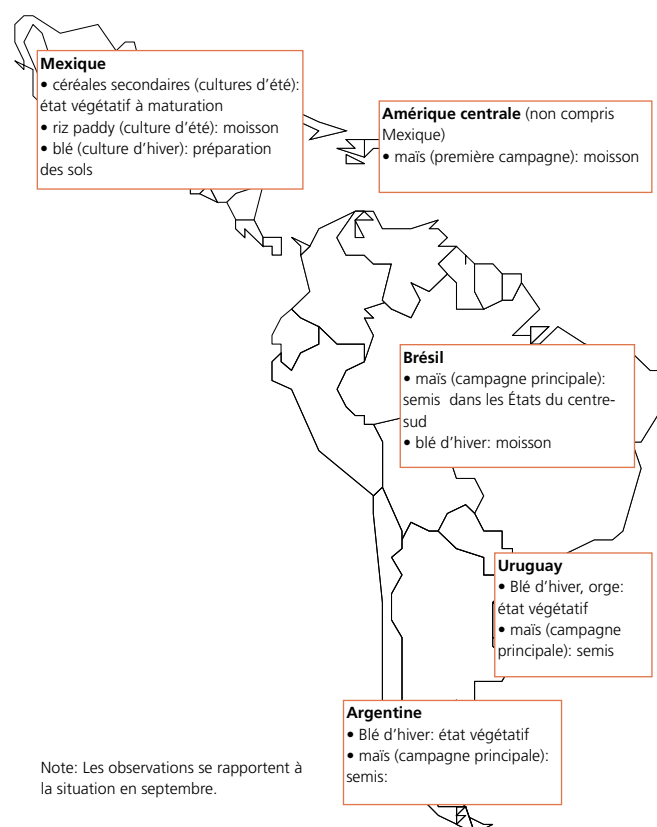 Mexique
• céréales secondaires (cultures d'été):
état végétatif à maturation
• riz paddy (culture d'été): moisson
• blé (culture d'hiver): préparation
des sols
Amérique centrale (non compris
Mexique)
• maïs (première campagne): moisson
Brésil
• maïs (campagne principale):
semis dans les États du centre-
sud
• blé d'hiver: moisson
Uruguay
• Blé d'hiver, orge:
état végétatif
• maïs (campagne
principale): semis
Argentine
• Blé d'hiver: état végétatif
• maïs (campagne principale):
semis:
Note: Les observations se rapportent à
la situation en septembre.